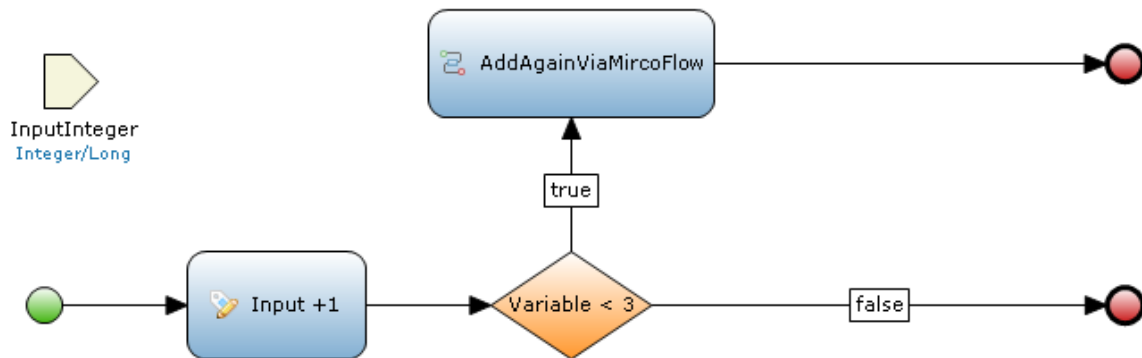 AddAgainViaMircoFlow
InputInteger
Integer/Long
true
Input +1
Variable < 3
false